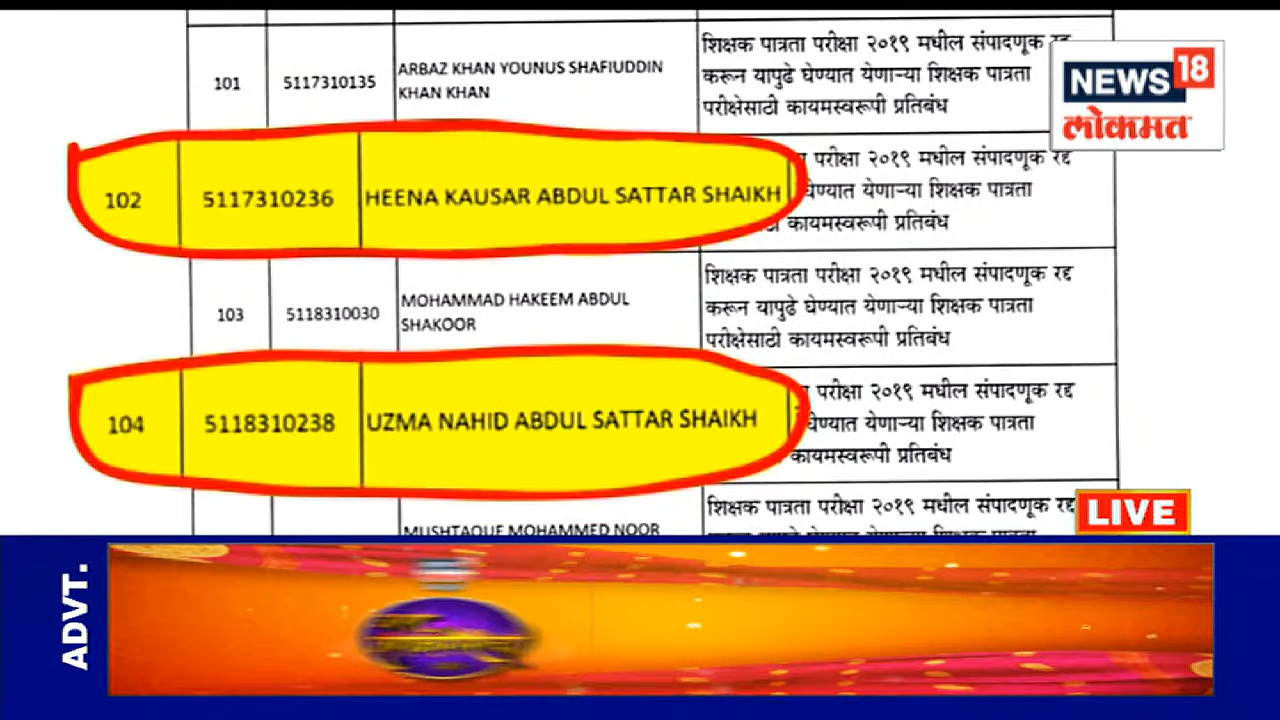 101
5117310135
ARBAZ KHAN YOUNUS SHAFIUDDIN
KHAN KHAN
शिक्षक पात्रता परीक्षा २०१९ मधील संपादणूक रद्द
करून यापुढे घेण्यात येणाऱ्या शिक्षक पात्रता
परीक्षेसाठी कायमस्वरूपी प्रतिबंध
NEWS 18
लोकमत
102
5117310236
HEENA KAUSAR ABDUL SATTAR SHAIKH
परीक्षा २०१९ मधील संपादणूक रद्द
घेण्यात येणाऱ्या शिक्षक पात्रता
कायमस्वरूपी प्रतिबंध
103
5118310030
MOHAMMAD HAKEEM ABDUL
SHAKOOR
शिक्षक पात्रता परीक्षा २०१९ मधील संपादणूक रद्द
करून यापुढे घेण्यात येणाऱ्या शिक्षक पात्रता
परीक्षेसाठी कायमस्वरूपी प्रतिबंध
104
5118310238
UZMA NAHID ABDUL SATTAR SHAIKH
परीक्षा २०१९ मधील संपादणूक रद्द
घेण्यात येणाऱ्या शिक्षक पात्रता
कायमस्वरूपी प्रतिबंध
MUSHTAQUE MOHAMMED NOOR
शिक्षक पात्रता परीक्षा २०१९ मधील संपादणूक रद्द
LIVE
ADVT.